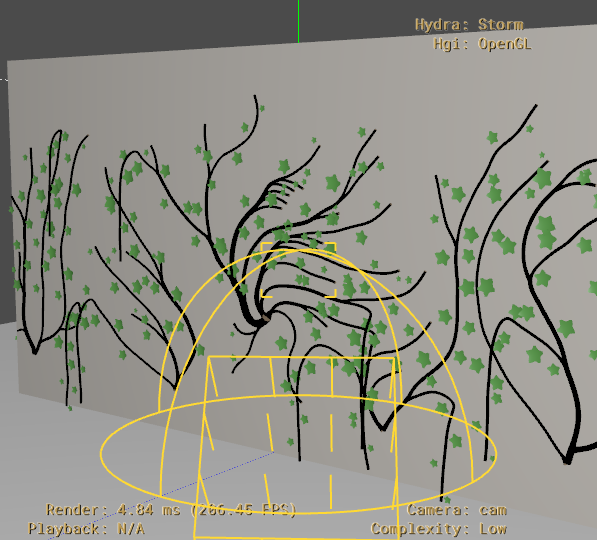 Hydra: Storm
Hgi: OpenGL
Render: 4.84 ms (206.45 FPS)
Playback: N/A
Camera: cam
Complexity: Low